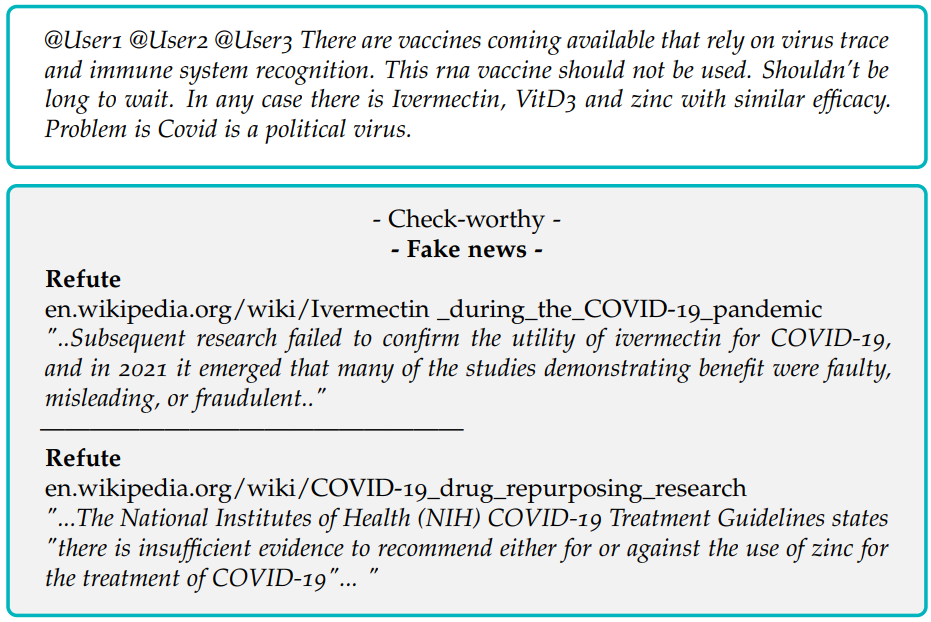 @User1 @User2 @User3 There are vaccines coming available that rely on virus trace
and immune system recognition. This rna vaccine should not be used. Shouldn't be
long to wait. In any case there is Ivermectin, VitD3 and zinc with similar efficacy.
Problem is Covid is a political virus.
- Check-worthy -
- Fake news -
Refute
en.wikipedia.org/wiki/Ivermectin _during_the_COVID-19_pandemic
"..Subsequent research failed to confirm the utility of ivermectin for COVID-19,
and in 2021 it emerged that many of the studies demonstrating benefit were faulty,
misleading, or fraudulent.."
Refute
en.wikipedia.org/wiki/COVID-19_drug_repurposing_research
"...The National Institutes of Health (NIH) COVID-19 Treatment Guidelines states
"there is insufficient evidence to recommend either for or against the use of zinc for
the treatment of COVID-19"... "